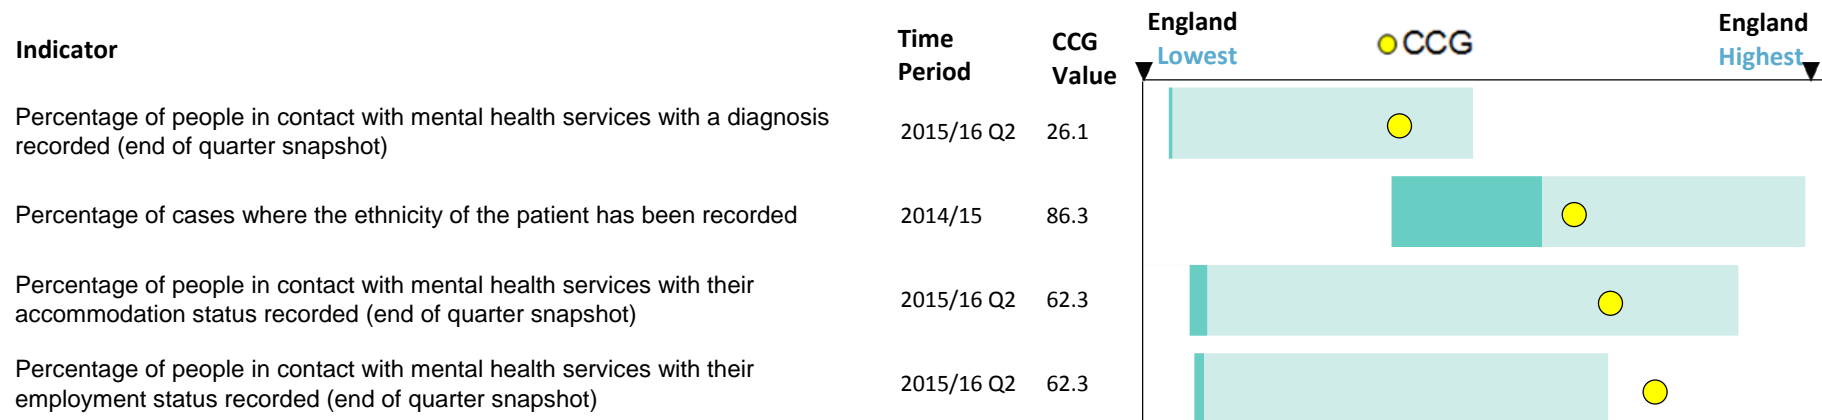 Indicator
Time Period
CCG Value
England Lowest
CCG
England Highest
Percentage of people in contact with mental health services with a diagnosis
recorded (end of quarter snapshot)
2015/16 Q2
26.1
Percentage of cases where the ethnicity of the patient has been recorded
2014/15
86.3
Percentage of people in contact with mental health services with their
accommodation status recorded (end of quarter snapshot)
2015/16 Q2
62.3
Percentage of people in contact with mental health services with their
employment status recorded (end of quarter snapshot)
2015/16 Q2
62.3